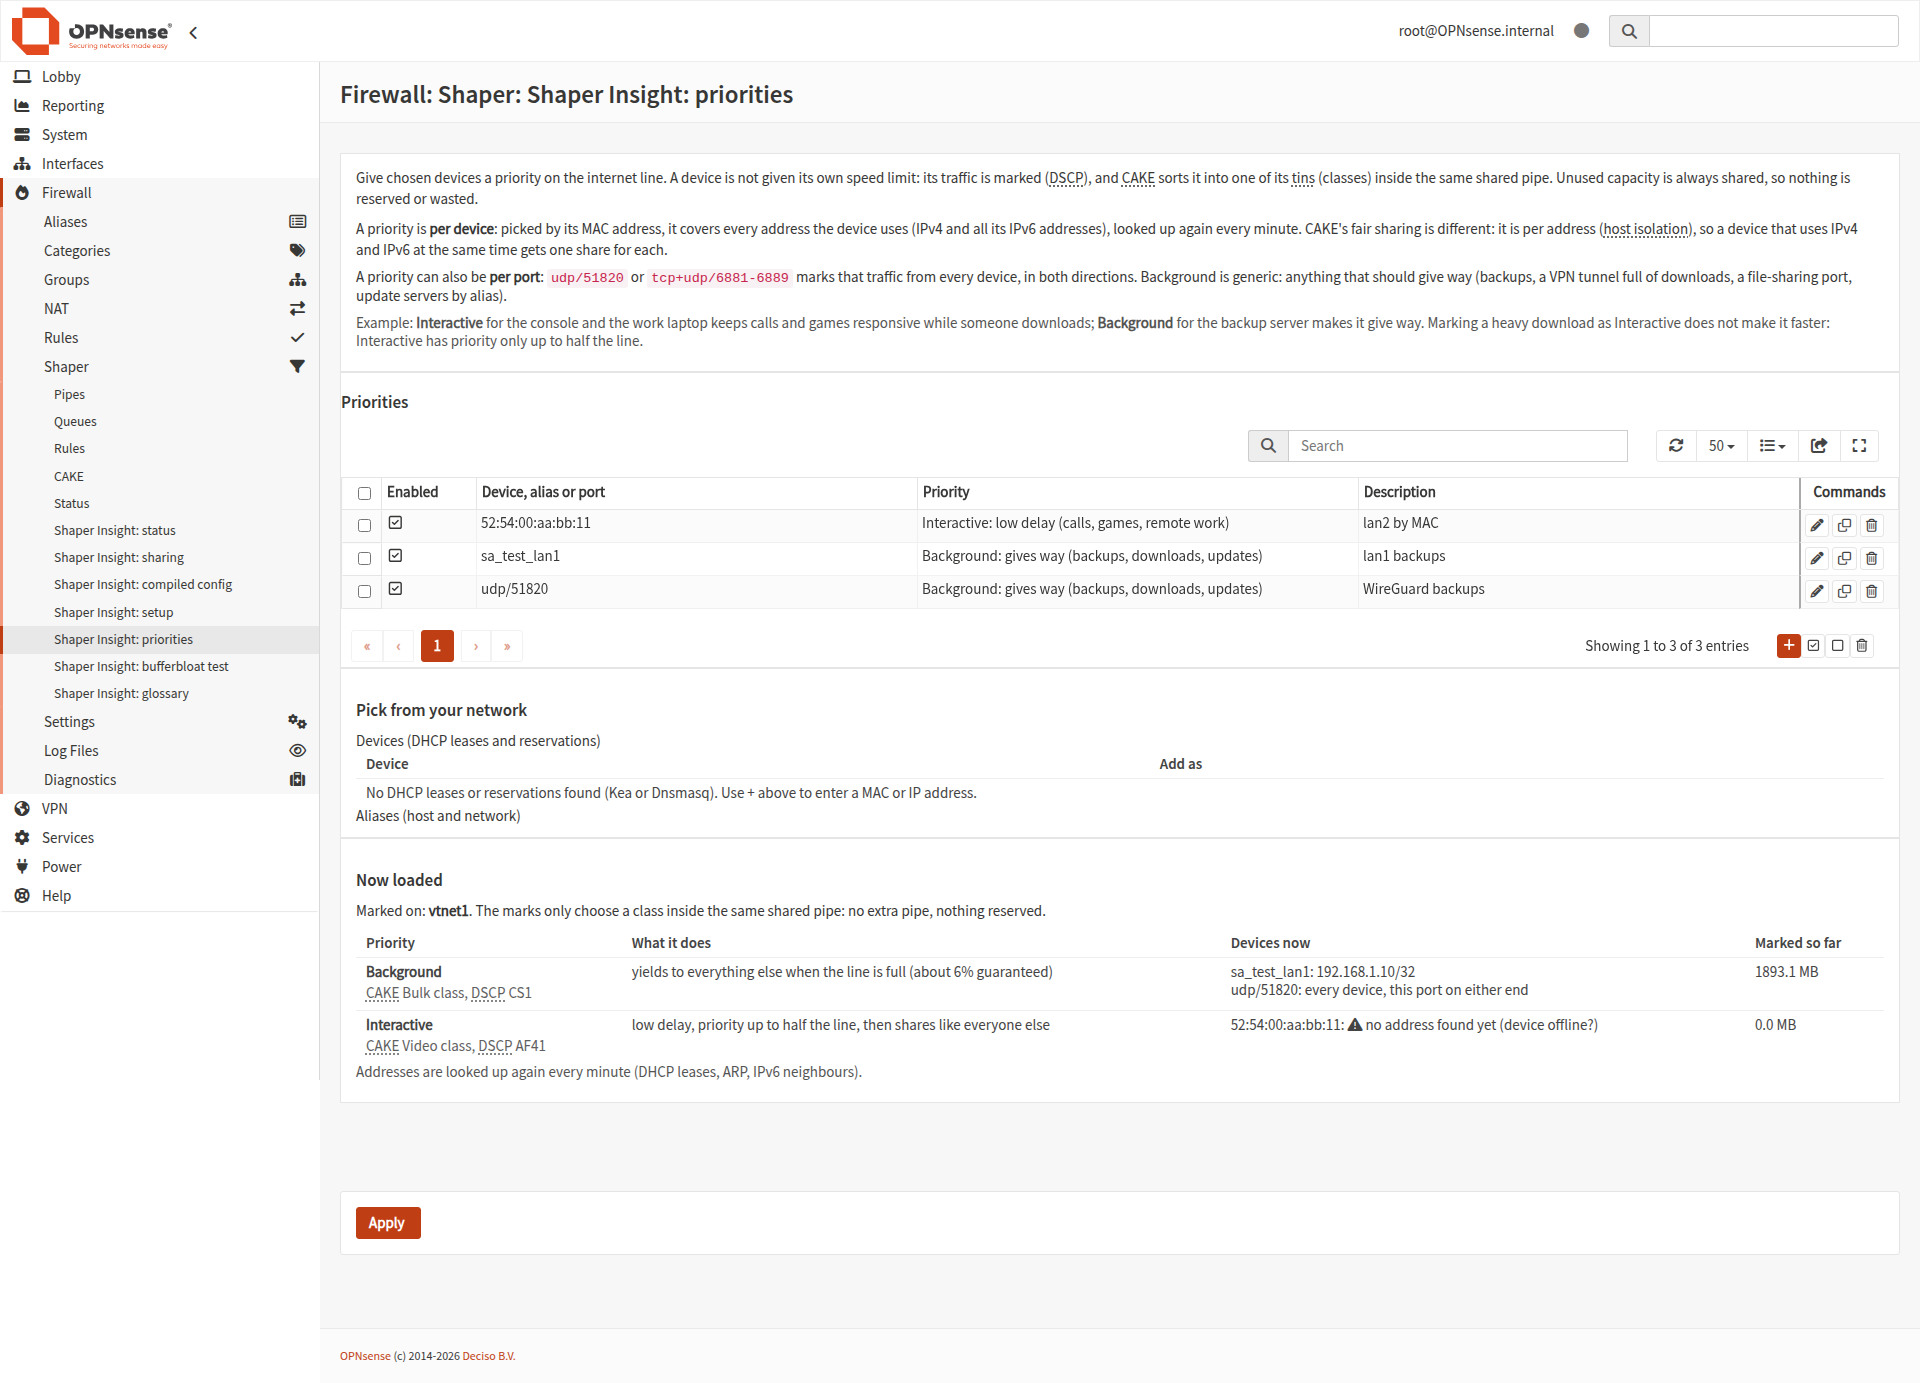 OPNsense®
Securing networks made easy
root@OPNsense.internal
Lobby
Reporting
System
Interfaces
Firewall
Aliases
Categories
Groups
NAT
Rules
Shaper
Pipes
Queues
Rules
CAKE
Status
Shaper Insight: status
Shaper Insight: sharing
Shaper Insight: compiled config
Shaper Insight: setup
Shaper Insight: priorities
Shaper Insight: bufferbloat test
Shaper Insight: glossary
Settings
Log Files
Diagnostics
VPN
Services
Power
Help
Firewall: Shaper: Shaper Insight: priorities
Give chosen devices a priority on the internet line. A device is not given its own speed limit: its traffic is marked (DSCP), and CAKE sorts it into one of its tins (classes) inside the same shared pipe. Unused capacity is always shared, so nothing is
reserved or wasted.
A priority is per device: picked by its MAC address, it covers every address the device uses (IPv4 and all its IPv6 addresses), looked up again every minute. CAKE's fair sharing is different: it is per address (host isolation), so a device that uses IPv4
and IPv6 at the same time gets one share for each.
A priority can also be per port: udp/51820 or tcp+udp/6881-6889 marks that traffic from every device, in both directions. Background is generic: anything that should give way (backups, a VPN tunnel full of downloads, a file-sharing port,
update servers by alias).
Example: Interactive for the console and the work laptop keeps calls and games responsive while someone downloads; Background for the backup server makes it give way. Marking a heavy download as Interactive does not make it faster:
Interactive has priority only up to half the line.
Priorities
Search
50
Enabled Device, alias or port Priority Description Commands
52:54:00:aa:bb:11 Interactive: low delay (calls, games, remote work) lan2 by MAC
sa_test_lan1 Background: gives way (backups, downloads, updates) lan1 backups
udp/51820 Background: gives way (backups, downloads, updates) WireGuard backups
« ‹ 1 › »
Showing 1 to 3 of 3 entries
Pick from your network
Devices (DHCP leases and reservations)
Device Add as
No DHCP leases or reservations found (Kea or Dnsmasq). Use + above to enter a MAC or IP address.
Aliases (host and network)
Now loaded
Marked on: vtnet1. The marks only choose a class inside the same shared pipe: no extra pipe, nothing reserved.
Priority What it does Devices now Marked so far
Background yields to everything else when the line is full (about 6% guaranteed) sa_test_lan1: 192.168.1.10/32 1893.1 MB
CAKE Bulk class, DSCP CS1 udp/51820: every device, this port on either end
Interactive low delay, priority up to half the line, then shares like everyone else 52:54:00:aa:bb:11: no address found yet (device offline?) 0.0 MB
CAKE Video class, DSCP AF41
Addresses are looked up again every minute (DHCP leases, ARP, IPv6 neighbours).
Apply
OPNsense (c) 2014-2026 Deciso B.V.